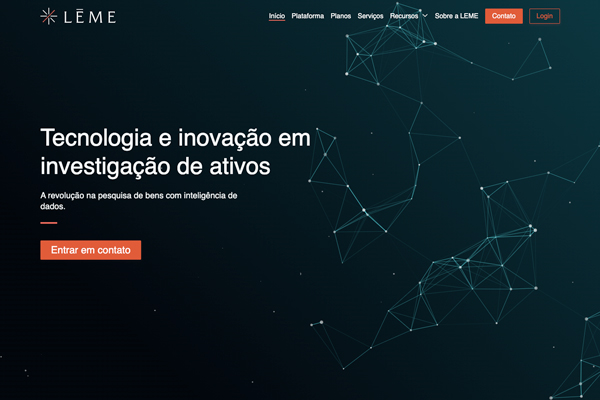 LĒME
Início Plataforma Planos Serviços Recursos Sobre a LEME Contato Login
Tecnologia e inovação em
investigação de ativos
A revolução na pesquisa de bens com inteligência de
dados.
Entrar em contato